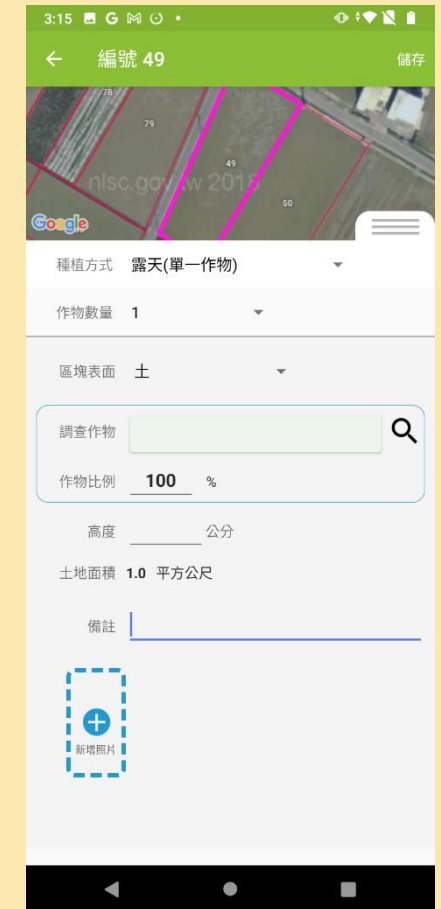 3:15
編號 49
儲存
78
79
49
50
nlsc.gov.tw 2018
Google
種植方式 露天(單一作物)
作物數量 1
區塊表面 土
調查作物
作物比例 100 %
高度 公分
土地面積 1.0 平方公尺
備註
新增照片